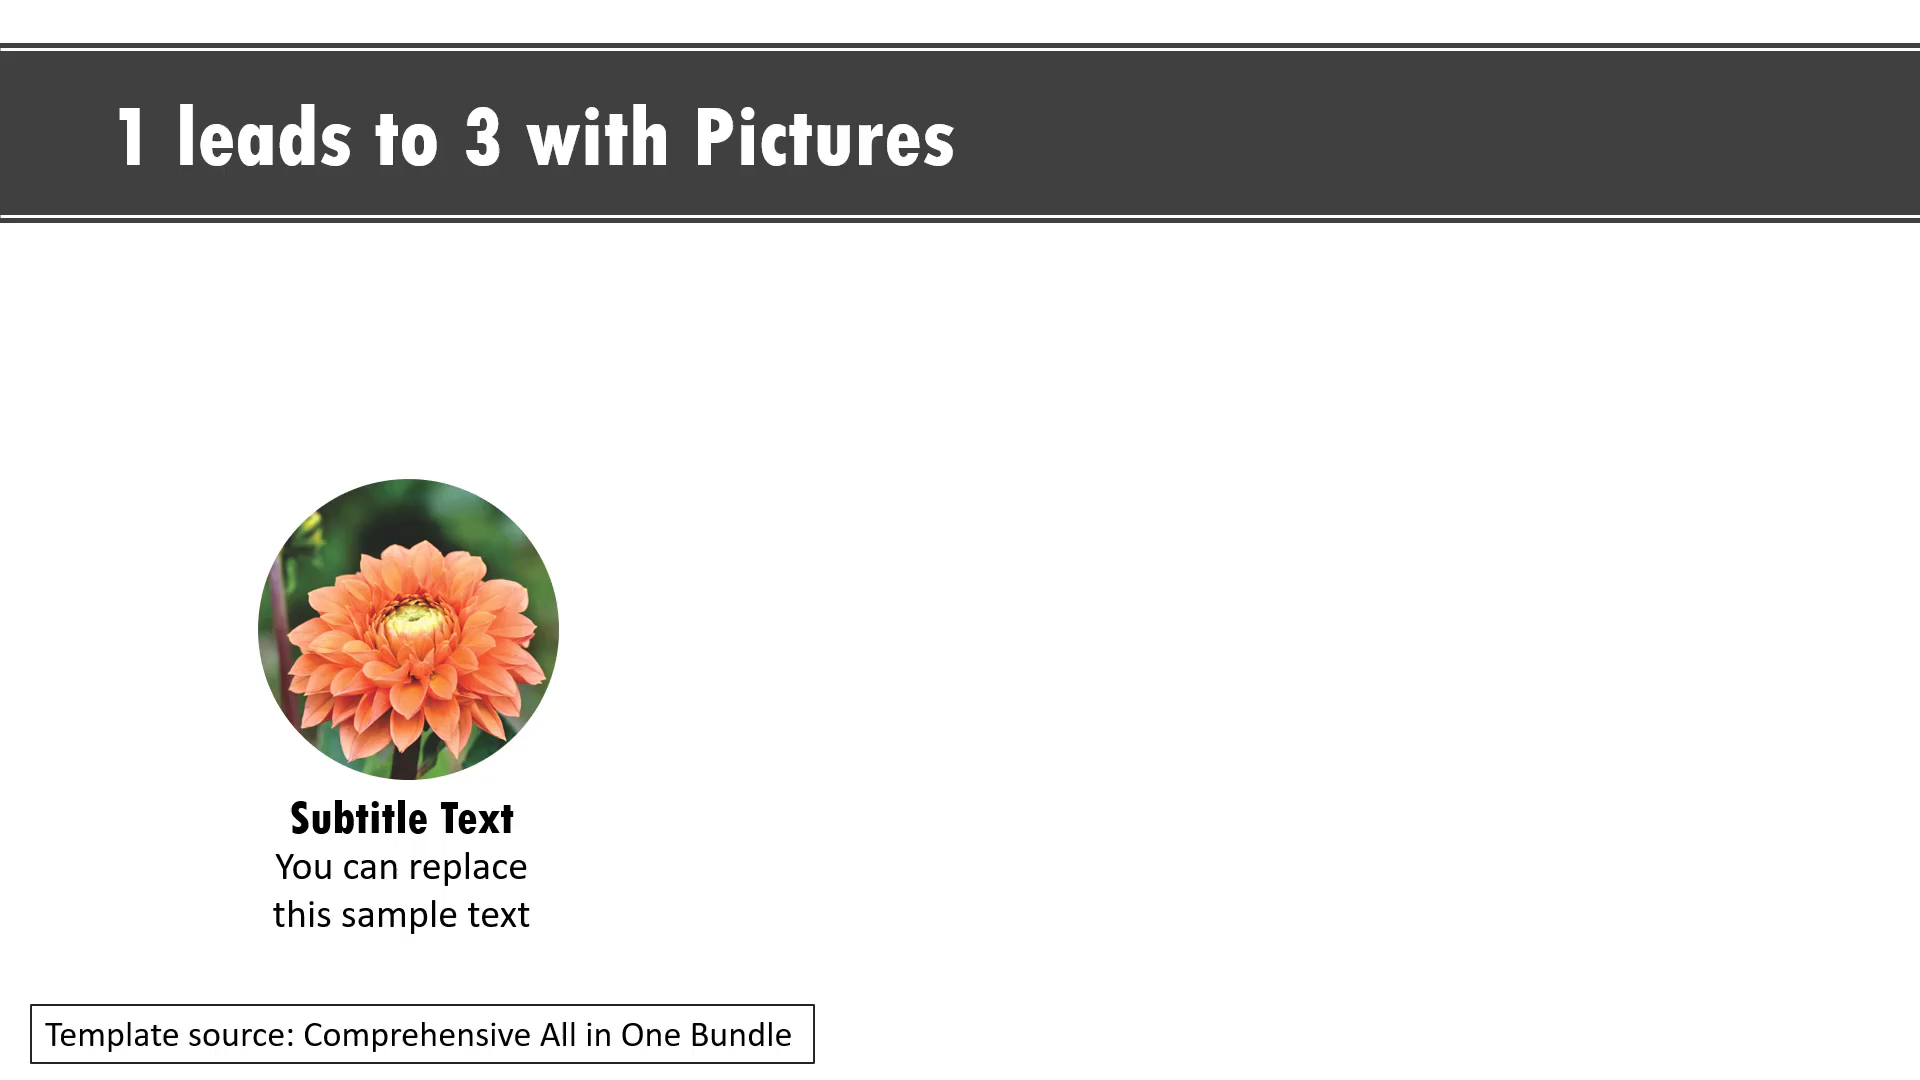 1 leads to 3 with Pictures
Subtitle Text
You can replace
this sample text
Template source: Comprehensive All in One Bundle